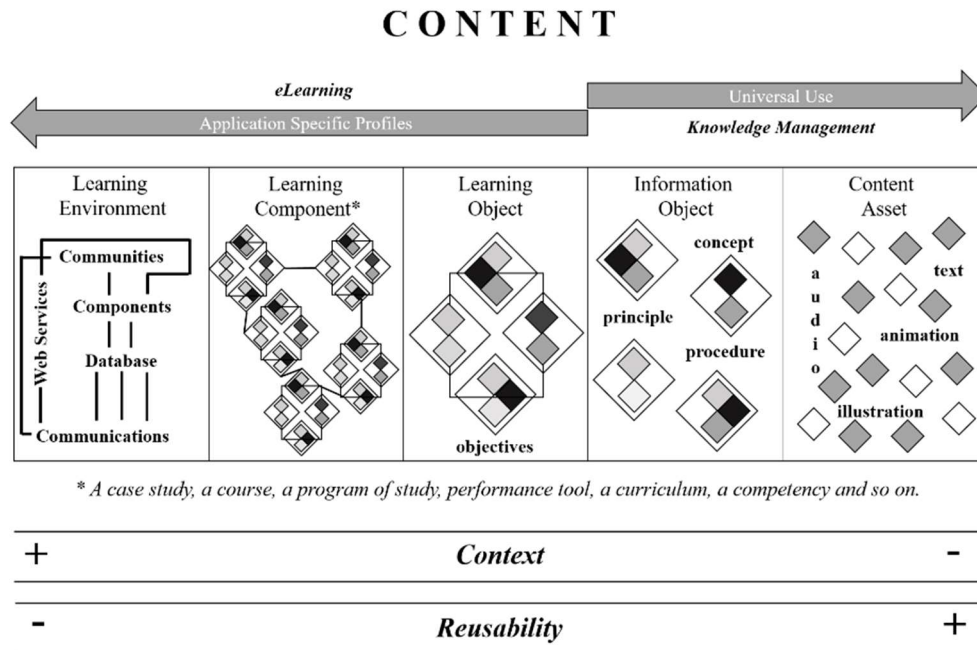 CONTENT
eLearning
Universal Use
Application Specific Profiles
Knowledge Management
Learning
Environment
Communities
Components
Database
Communications
Web Services
Learning
Component*
Learning
Object
objectives
Information
Object
concept
principle
procedure
Content
Asset
text
audio
animation
illustration
* A case study, a course, a program of study, performance tool, a curriculum, a competency and so on.
+ Context -
- Reusability +